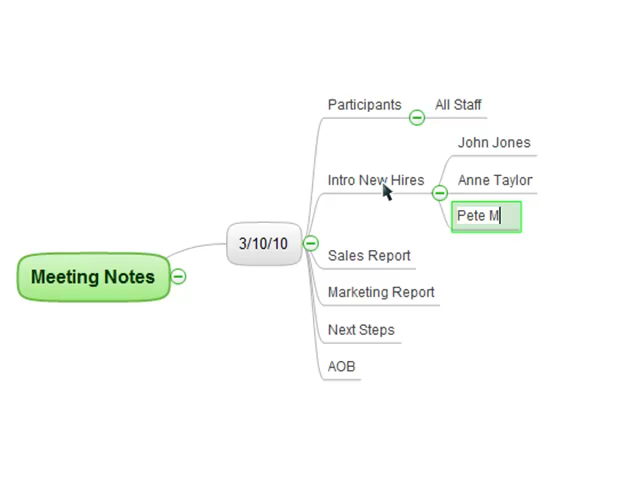 Participants
All Staff
John Jones
Intro New Hires
Anne Taylor
Pete M
3/10/10
Sales Report
Meeting Notes
Marketing Report
Next Steps
AOB